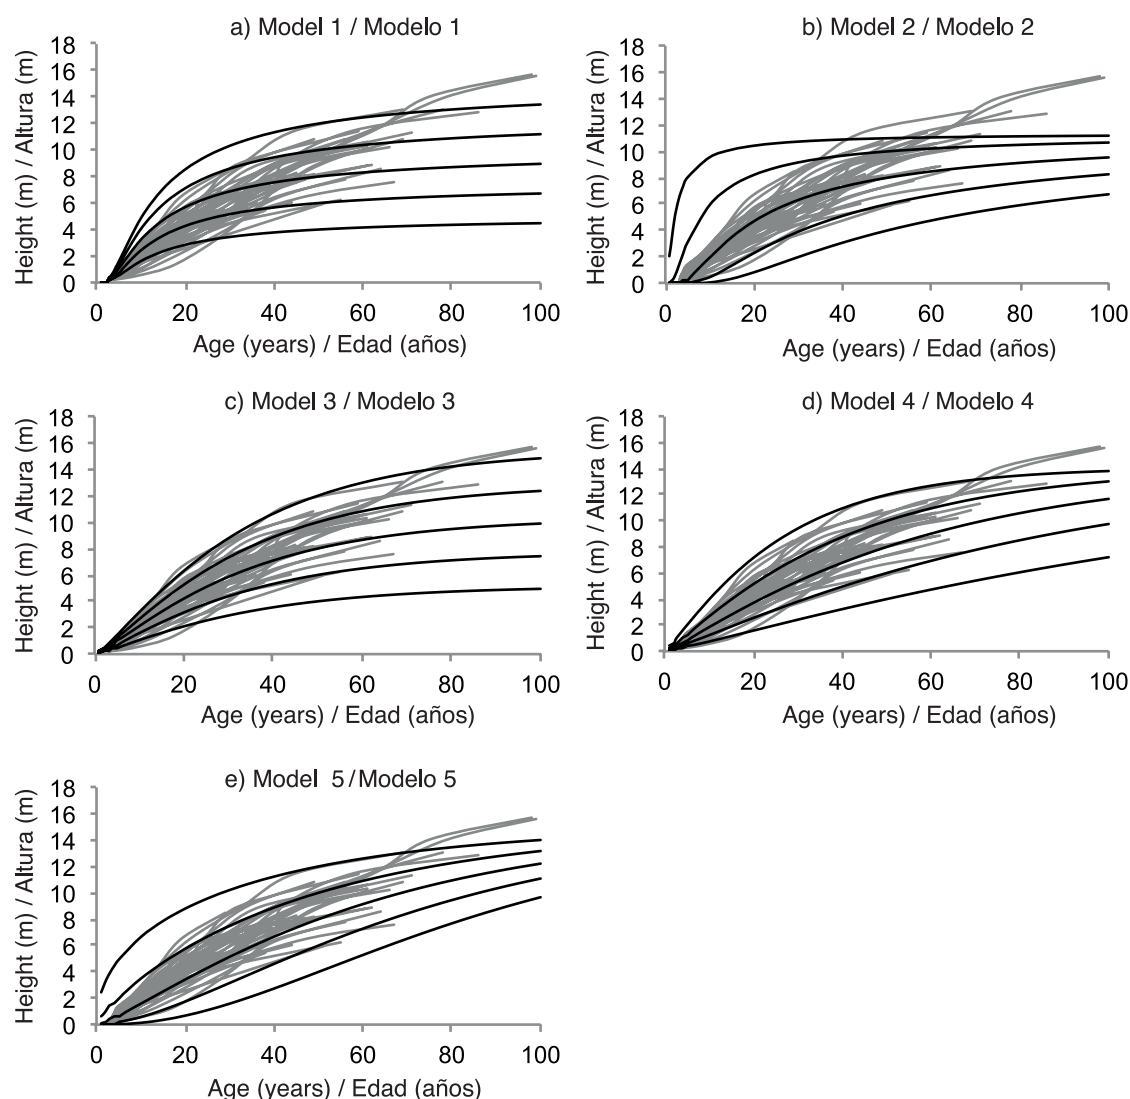 a) Model 1 / Modelo 1
Height (m) / Altura (m)
18
16
14
12
10
8
6
4
2
0
0 20 40 60 80 100
Age (years) / Edad (años)
b) Model 2 / Modelo 2
Height (m) / Altura (m)
18
16
14
12
10
8
6
4
2
0
0 20 40 60 80 100
Age (years) / Edad (años)
c) Model 3 / Modelo 3
Height (m) / Altura (m)
18
16
14
12
10
8
6
4
2
0
0 20 40 60 80 100
Age (years) / Edad (años)
d) Model 4 / Modelo 4
Height (m) / Altura (m)
18
16
14
12
10
8
6
4
2
0
0 20 40 60 80 100
Age (years) / Edad (años)
e) Model 5 / Modelo 5
Height (m) / Altura (m)
18
16
14
12
10
8
6
4
2
0
0 20 40 60 80 100
Age (years) / Edad (años)